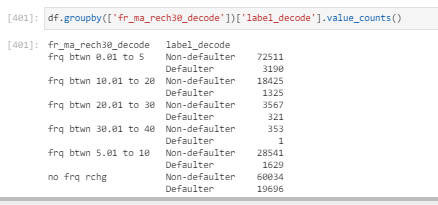 [401]: df.groupby(['fr_ma_rech30_decode'])['label_decode'].value_counts()
[401]: fr_ma_rech30_decode label_decode
frq btwn 0.01 to 5 Non-defaulter 72511
Defaulter 3190
frq btwn 10.01 to 20 Non-defaulter 18425
Defaulter 1325
frq btwn 20.01 to 30 Non-defaulter 3567
Defaulter 321
frq btwn 30.01 to 40 Non-defaulter 353
Defaulter 1
frq btwn 5.01 to 10 Non-defaulter 28541
Defaulter 1629
no frq rchg Non-defaulter 60034
Defaulter 19696